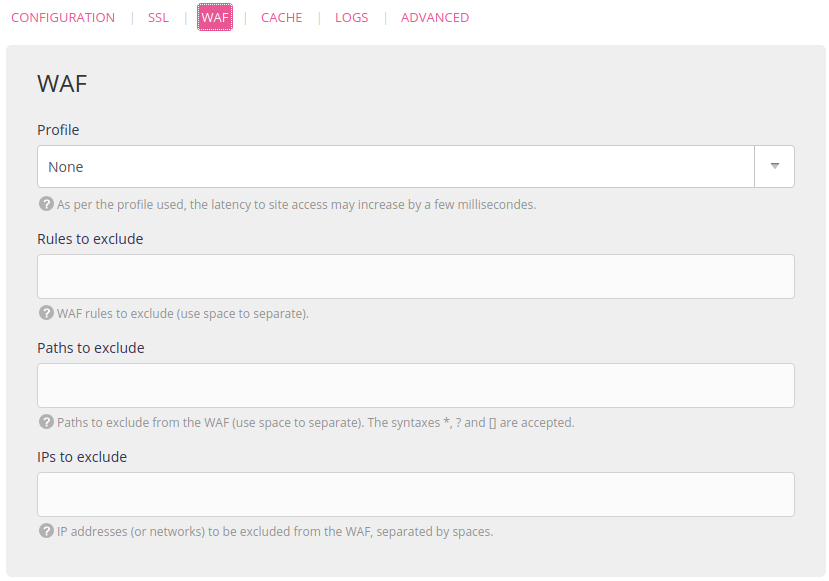 CONFIGURATION | SSL | WAF | CACHE | LOGS | ADVANCED
WAF
Profile
None
? As per the profile used, the latency to site access may increase by a few millisecondes.
Rules to exclude
? WAF rules to exclude (use space to separate).
Paths to exclude
? Paths to exclude from the WAF (use space to separate). The syntaxes *, ? and [] are accepted.
IPs to exclude
? IP addresses (or networks) to be excluded from the WAF, separated by spaces.